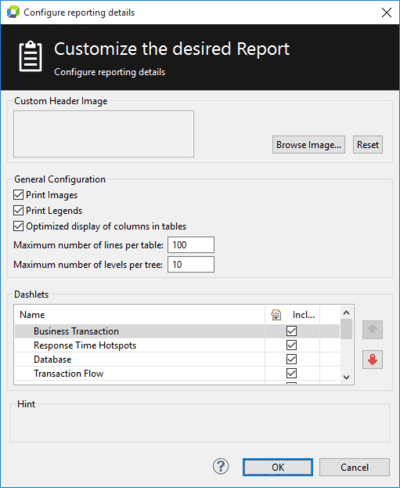 Configure reporting details
Customize the desired Report
Configure reporting details
Custom Header Image
Browse Image...
Reset
General Configuration
Print Images
Print Legends
Optimized display of columns in tables
Maximum number of lines per table: 100
Maximum number of levels per tree: 10
Dashlets
Name Incl...
Business Transaction
Response Time Hotspots
Database
Transaction Flow
Hint
? OK Cancel